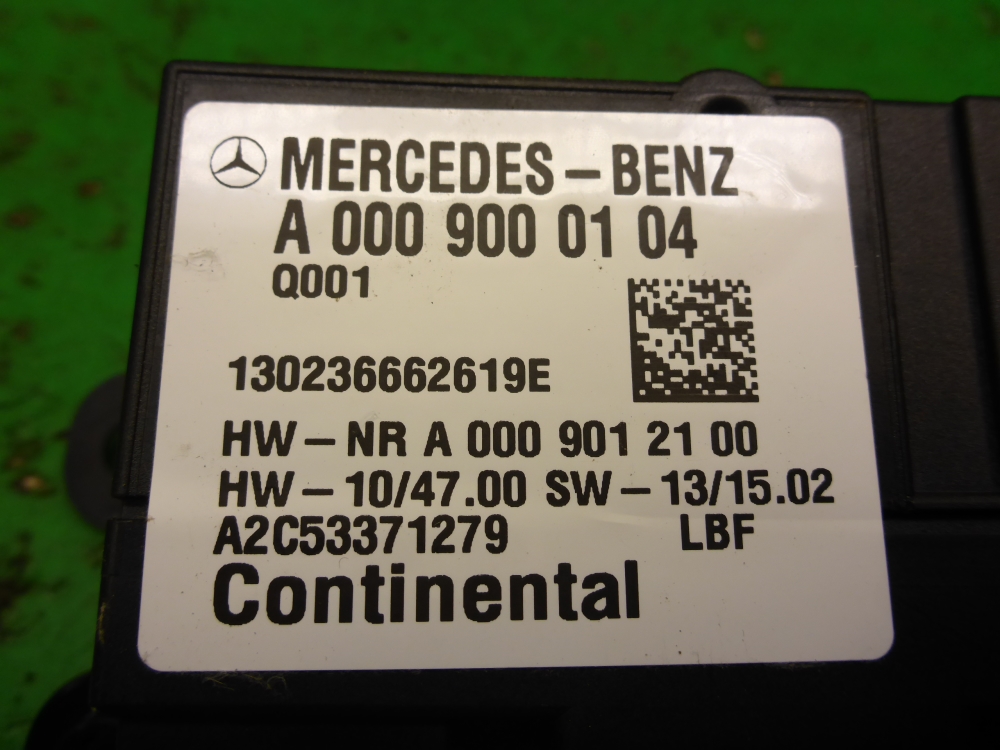 MERCEDES-BENZ
A 000 900 01 04
Q001
130236662619E
HW-NR A 000 901 21 00
HW-10/47.00 SW-13/15.02
A2C53371279 LBF
Continental